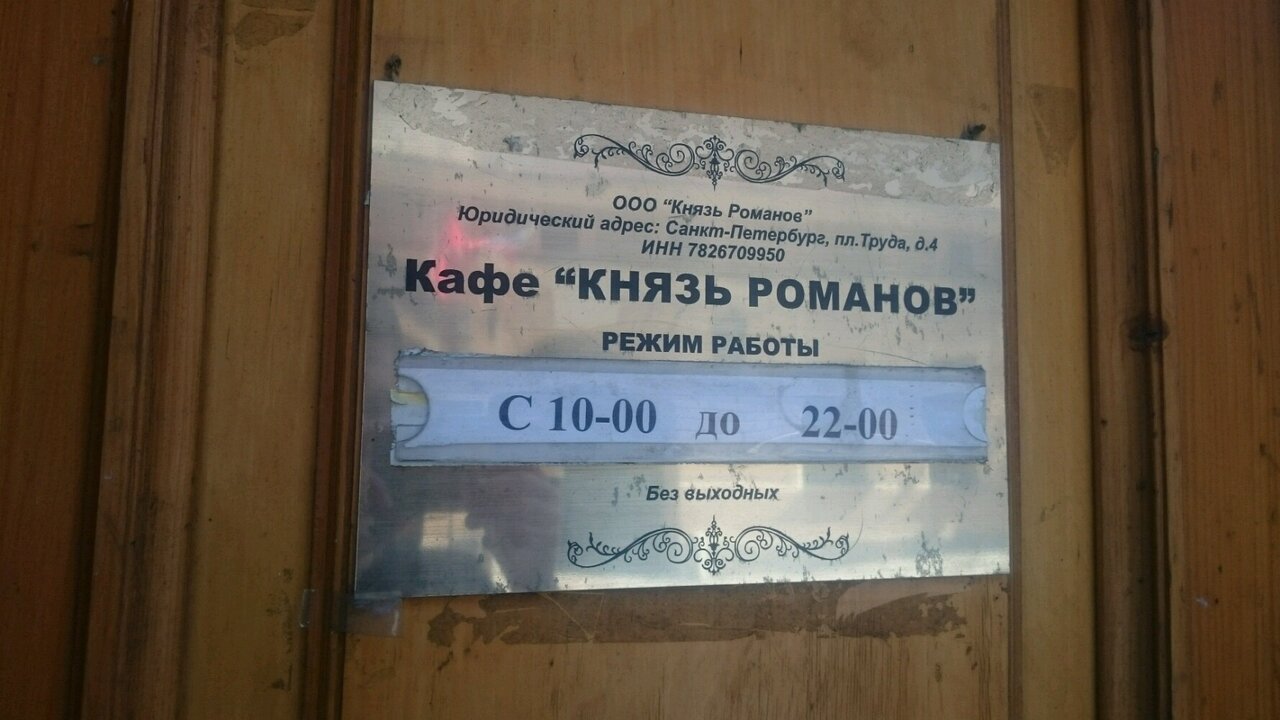 ООО “Князь Романов”
Юридический адрес: Санкт-Петербург, пл.Труда, д.4
ИНН 7826709950
Кафе “КНЯЗЬ РОМАНОВ”
РЕЖИМ РАБОТЫ
С 10-00 до 22-00
Без выходных